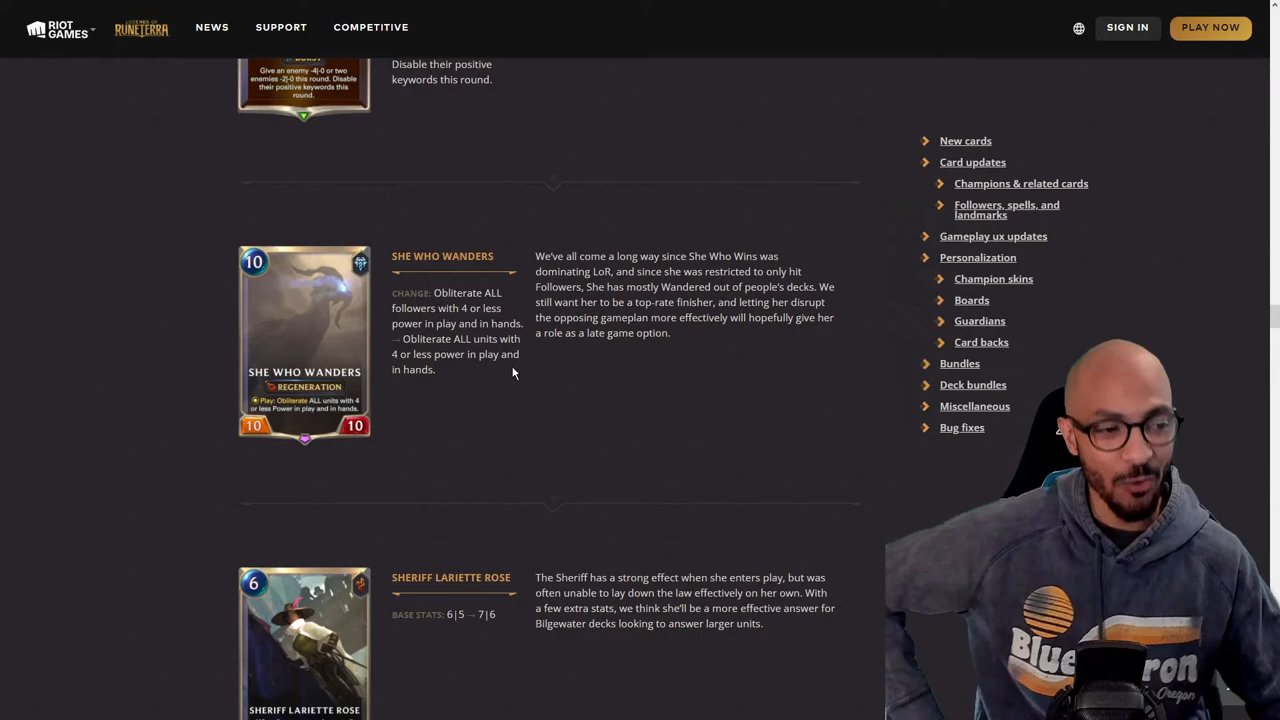 RIOT
GAMES
LEGENDS OF
RUNETERRA
NEWS
SUPPORT
COMPETITIVE
SIGN IN
PLAY NOW
BURST
Give an enemy -4|-0 or two
enemies -2|-0 this round. Disable
their positive keywords this
round.
Disable their positive
keywords this round.
10
SHE WHO WANDERS
REGENERATION
Play: Obliterate ALL units with 4
or less Power in play and in hands.
10
10
SHE WHO WANDERS
CHANGE: Obliterate ALL
followers with 4 or less
power in play and in hands.
→ Obliterate ALL units with
4 or less power in play and
in hands.
We've all come a long way since She Who Wins was
dominating LoR, and since she was restricted to only hit
Followers, She has mostly Wandered out of people's decks. We
still want her to be a top-rate finisher, and letting her disrupt
the opposing gameplan more effectively will hopefully give her
a role as a late game option.
6
SHERIFF LARIETTE ROSE
SHERIFF LARIETTE ROSE
BASE STATS: 6|5 → 7|6
The Sheriff has a strong effect when she enters play, but was
often unable to lay down the law effectively on her own. With
a few extra stats, we think she'll be a more effective answer for
Bilgewater decks looking to answer larger units.
New cards
Card updates
Champions & related cards
Followers, spells, and
landmarks
Gameplay ux updates
Personalization
Champion skins
Boards
Guardians
Card backs
Bundles
Deck bundles
Miscellaneous
Bug fixes
Blue
ron
Oregon